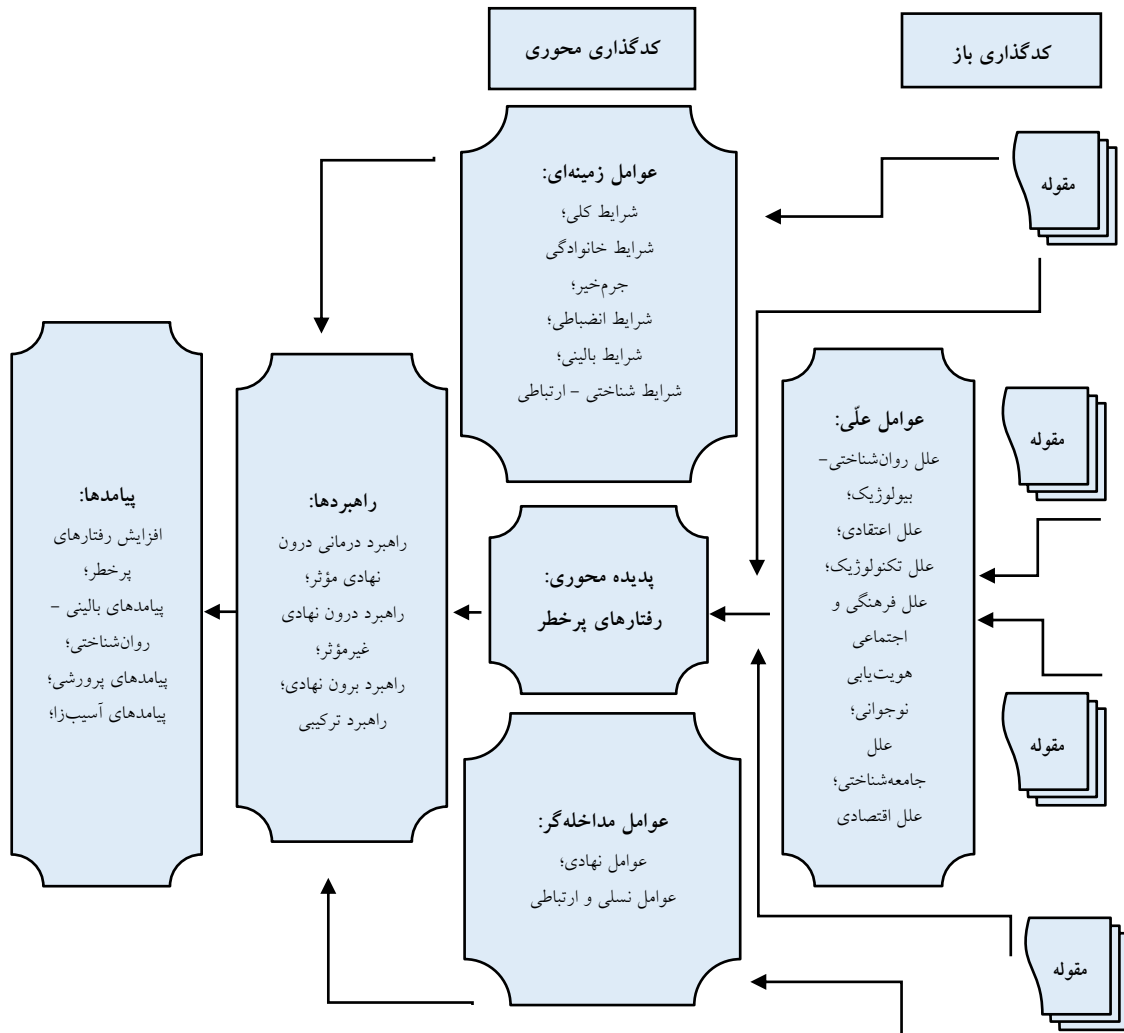 کدگذاری باز
کدگذاری محوری
مقوله
مقوله
مقوله
مقوله
عوامل علّی:
علل روان‌شناختی–
بیولوژیک؛
علل اعتقادی؛
علل تکنولوژیک؛
علل فرهنگی و
اجتماعی
هویت‌یابی
نوجوانی؛
علل
جامعه‌شناختی؛
علل اقتصادی
عوامل زمینه‌ای:
شرایط کلی؛
شرایط خانوادگی
جرم‌خیر؛
شرایط انضباطی؛
شرایط بالینی؛
شرایط شناختی – ارتباطی
پدیده محوری:
رفتارهای پرخطر
عوامل مداخله‌گر:
عوامل نهادی؛
عوامل نسلی و ارتباطی
راهبردها:
راهبرد درمانی درون
نهادی مؤثر؛
راهبرد درون نهادی
غیرمؤثر؛
راهبرد برون نهادی؛
راهبرد ترکیبی
پیامدها:
افزایش رفتارهای
پرخطر؛
پیامدهای بالینی –
روان‌شناختی؛
پیامدهای پرورشی؛
پیامدهای آسیب‌زا؛